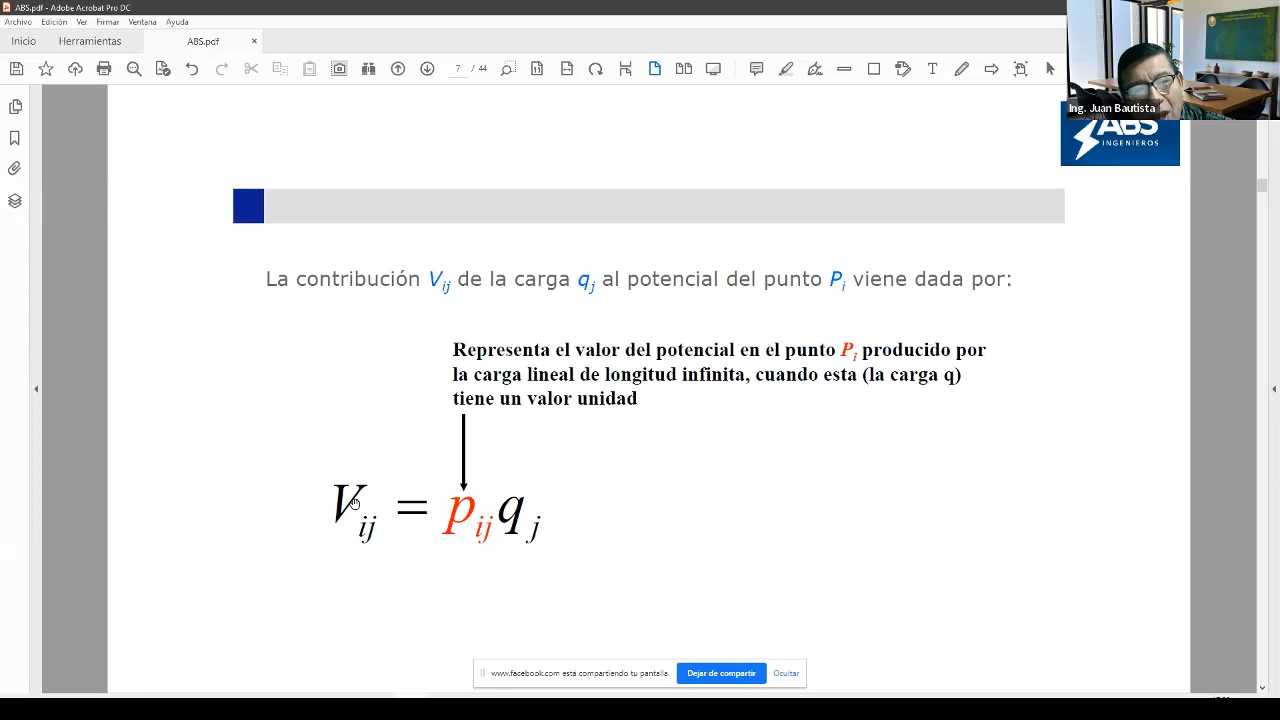 ABS.pdf - Adobe Acrobat Pro DC
Archivo Edición Ver Firmar Ventana Ayuda
Inicio Herramientas ABS.pdf ×
7 / 44
Ing. Juan Bautista
ABS
INGENIEROS
La contribución Vij de la carga qj al potencial del punto Pi viene dada por:
Representa el valor del potencial en el punto Pi producido por
la carga lineal de longitud infinita, cuando esta (la carga q)
tiene un valor unidad
Vij = pij qj
www.facebook.com está compartiendo tu pantalla. Dejar de compartir Ocultar